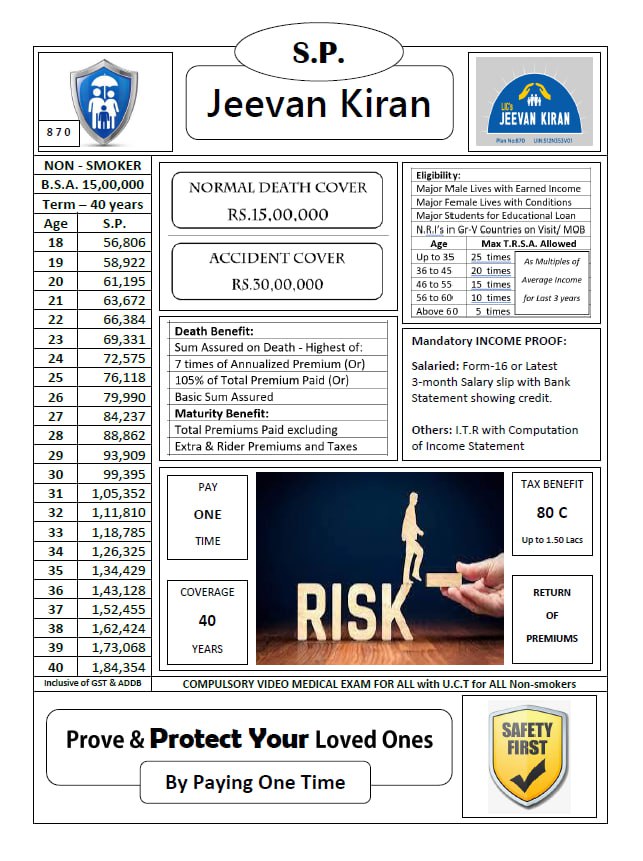 S.P.
Jeevan Kiran
870
LIC's
JEEVAN KIRAN
Plan No:870 UIN:512N353V01
NON - SMOKER
B.S.A. 15,00,000
Term – 40 years
Age S.P.
18 56,806
19 58,922
20 61,195
21 63,672
22 66,384
23 69,331
24 72,575
25 76,118
26 79,990
27 84,237
28 88,862
29 93,909
30 99,395
31 1,05,352
32 1,11,810
33 1,18,785
34 1,26,325
35 1,34,429
36 1,43,128
37 1,52,455
38 1,62,424
39 1,73,068
40 1,84,354
Inclusive of GST & ADDB
NORMAL DEATH COVER
RS.15,00,000
ACCIDENT COVER
RS.30,00,000
Eligibility:
Major Male Lives with Earned Income
Major Female Lives with Conditions
Major Students for Educational Loan
N.R.I's in Gr-V Countries on Visit/ MOB
Age Max T.R.S.A. Allowed
Up to 35 25 times
36 to 45 20 times
46 to 55 15 times
56 to 60 10 times
Above 60 5 times
As Multiples of
Average Income
for Last 3 years
Death Benefit:
Sum Assured on Death - Highest of:
7 times of Annualized Premium (Or)
105% of Total Premium Paid (Or)
Basic Sum Assured
Maturity Benefit:
Total Premiums Paid excluding
Extra & Rider Premiums and Taxes
Mandatory INCOME PROOF:
Salaried: Form-16 or Latest
3-month Salary slip with Bank
Statement showing credit.
Others: I.T.R with Computation
of Income Statement
PAY
ONE
TIME
COVERAGE
40
YEARS
RISK
TAX BENEFIT
80 C
Up to 1.50 Lacs
RETURN
OF
PREMIUMS
COMPULSORY VIDEO MEDICAL EXAM FOR ALL with U.C.T for ALL Non-smokers
Prove & Protect Your Loved Ones
By Paying One Time
SAFETY
FIRST